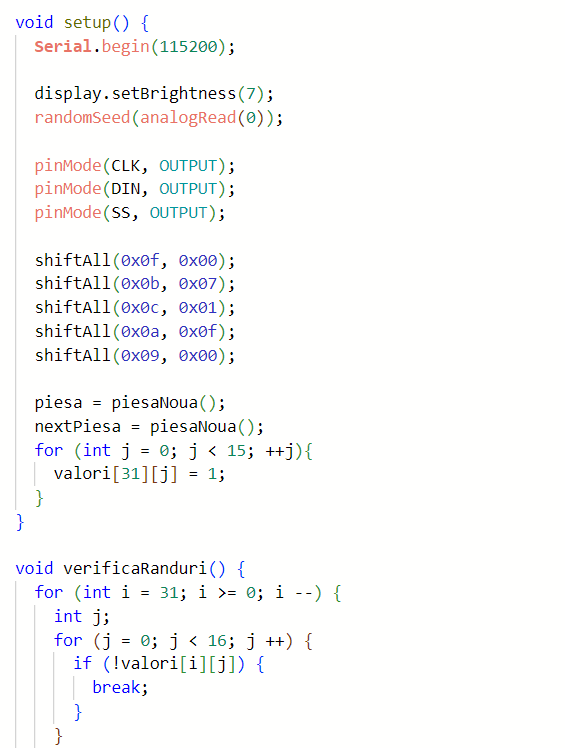 void setup() {
  Serial.begin(115200);

  display.setBrightness(7);
  randomSeed(analogRead(0));

  pinMode(CLK, OUTPUT);
  pinMode(DIN, OUTPUT);
  pinMode(SS, OUTPUT);

  shiftAll(0x0f, 0x00);
  shiftAll(0x0b, 0x07);
  shiftAll(0x0c, 0x01);
  shiftAll(0x0a, 0x0f);
  shiftAll(0x09, 0x00);

  piesa = piesaNoua();
  nextPiesa = piesaNoua();
  for (int j = 0; j < 15; ++j){
    valori[31][j] = 1;
  }
}

void verificaRanduri() {
  for (int i = 31; i >= 0; i --) {
    int j;
    for (j = 0; j < 16; j ++) {
      if (!valori[i][j]) {
        break;
      }
    }